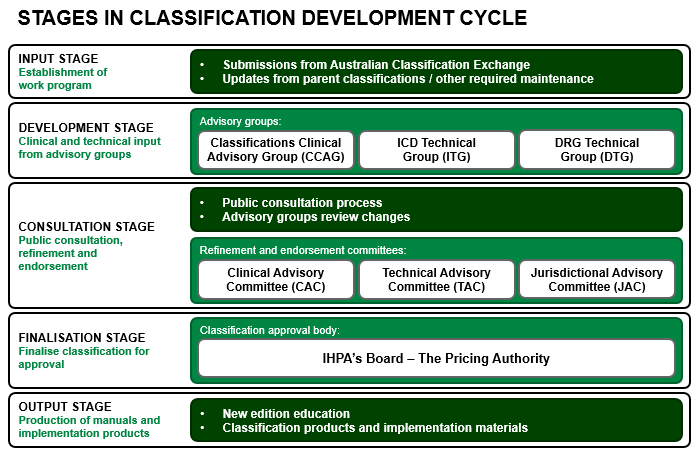 STAGES IN CLASSIFICATION DEVELOPMENT CYCLE
INPUT STAGE
Establishment of
work program
• Submissions from Australian Classification Exchange
• Updates from parent classifications / other required maintenance
DEVELOPMENT STAGE
Clinical and technical input
from advisory groups
Advisory groups:
Classifications Clinical
Advisory Group (CCAG)
ICD Technical
Group (ITG)
DRG Technical
Group (DTG)
CONSULTATION STAGE
Public consultation,
refinement and
endorsement
• Public consultation process
• Advisory groups review changes
Refinement and endorsement committees:
Clinical Advisory
Committee (CAC)
Technical Advisory
Committee (TAC)
Jurisdictional Advisory
Committee (JAC)
FINALISATION STAGE
Finalise classification for
approval
Classification approval body:
IHPA's Board – The Pricing Authority
OUTPUT STAGE
Production of manuals and
implementation products
• New edition education
• Classification products and implementation materials